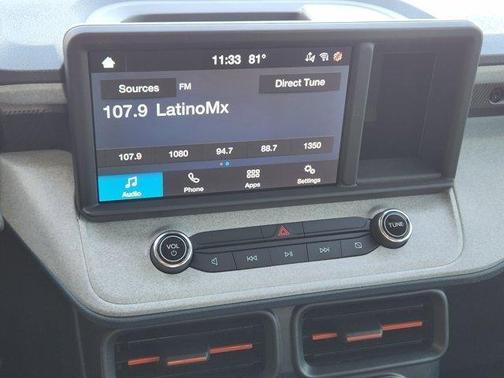 11:33 81°
Sources FM Direct Tune
107.9 LatinoMx
107.9 1080 94.7 88.7 1350
Audio Phone Apps Settings
VOL TUNE